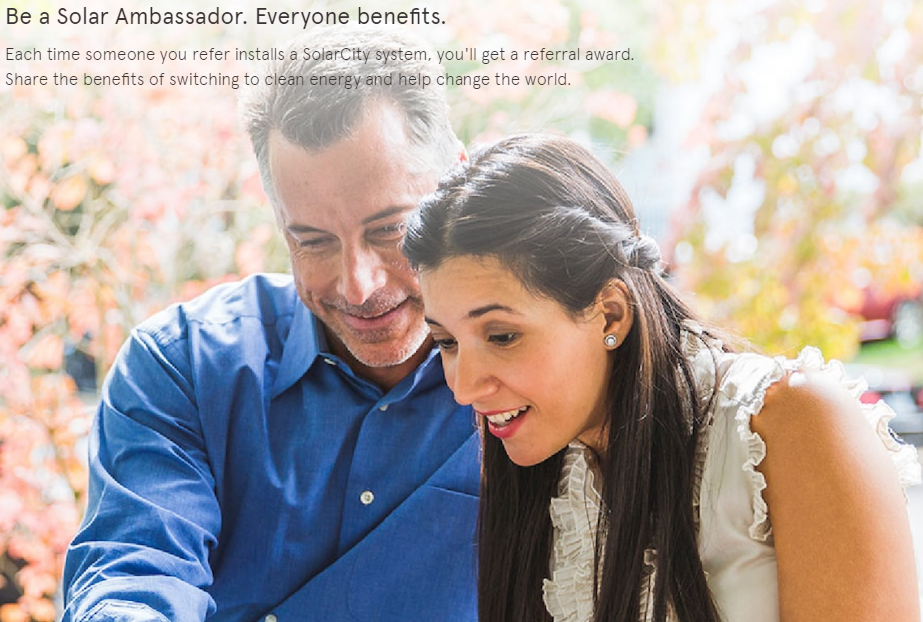 Be a Solar Ambassador. Everyone benefits.
Each time someone you refer installs a SolarCity system, you'll get a referral award.
Share the benefits of switching to clean energy and help change the world.